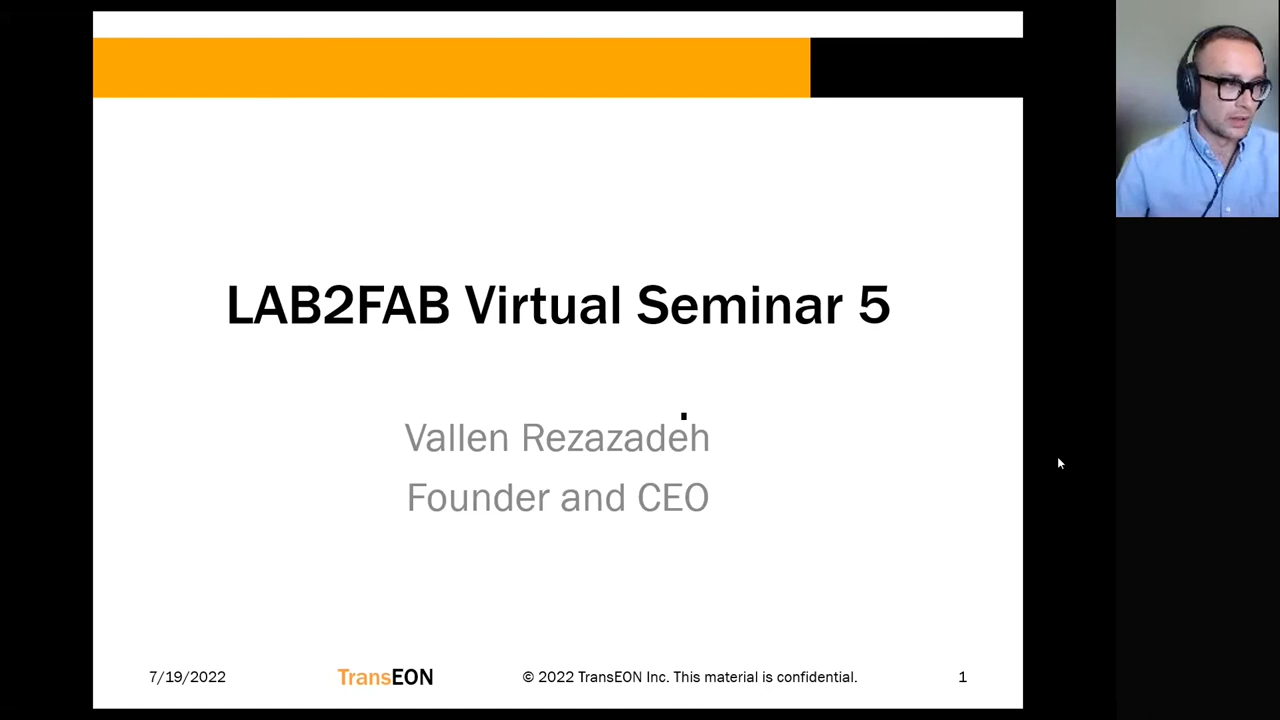 LAB2FAB Virtual Seminar 5
Vallen Rezazadeh
Founder and CEO
7/19/2022 TransEON © 2022 TransEON Inc. This material is confidential. 1